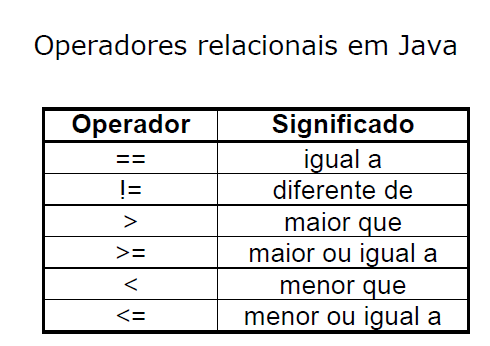 Operadores relacionais em Java
Operador Significado
== igual a
!= diferente de
> maior que
>= maior ou igual a
< menor que
<= menor ou igual a